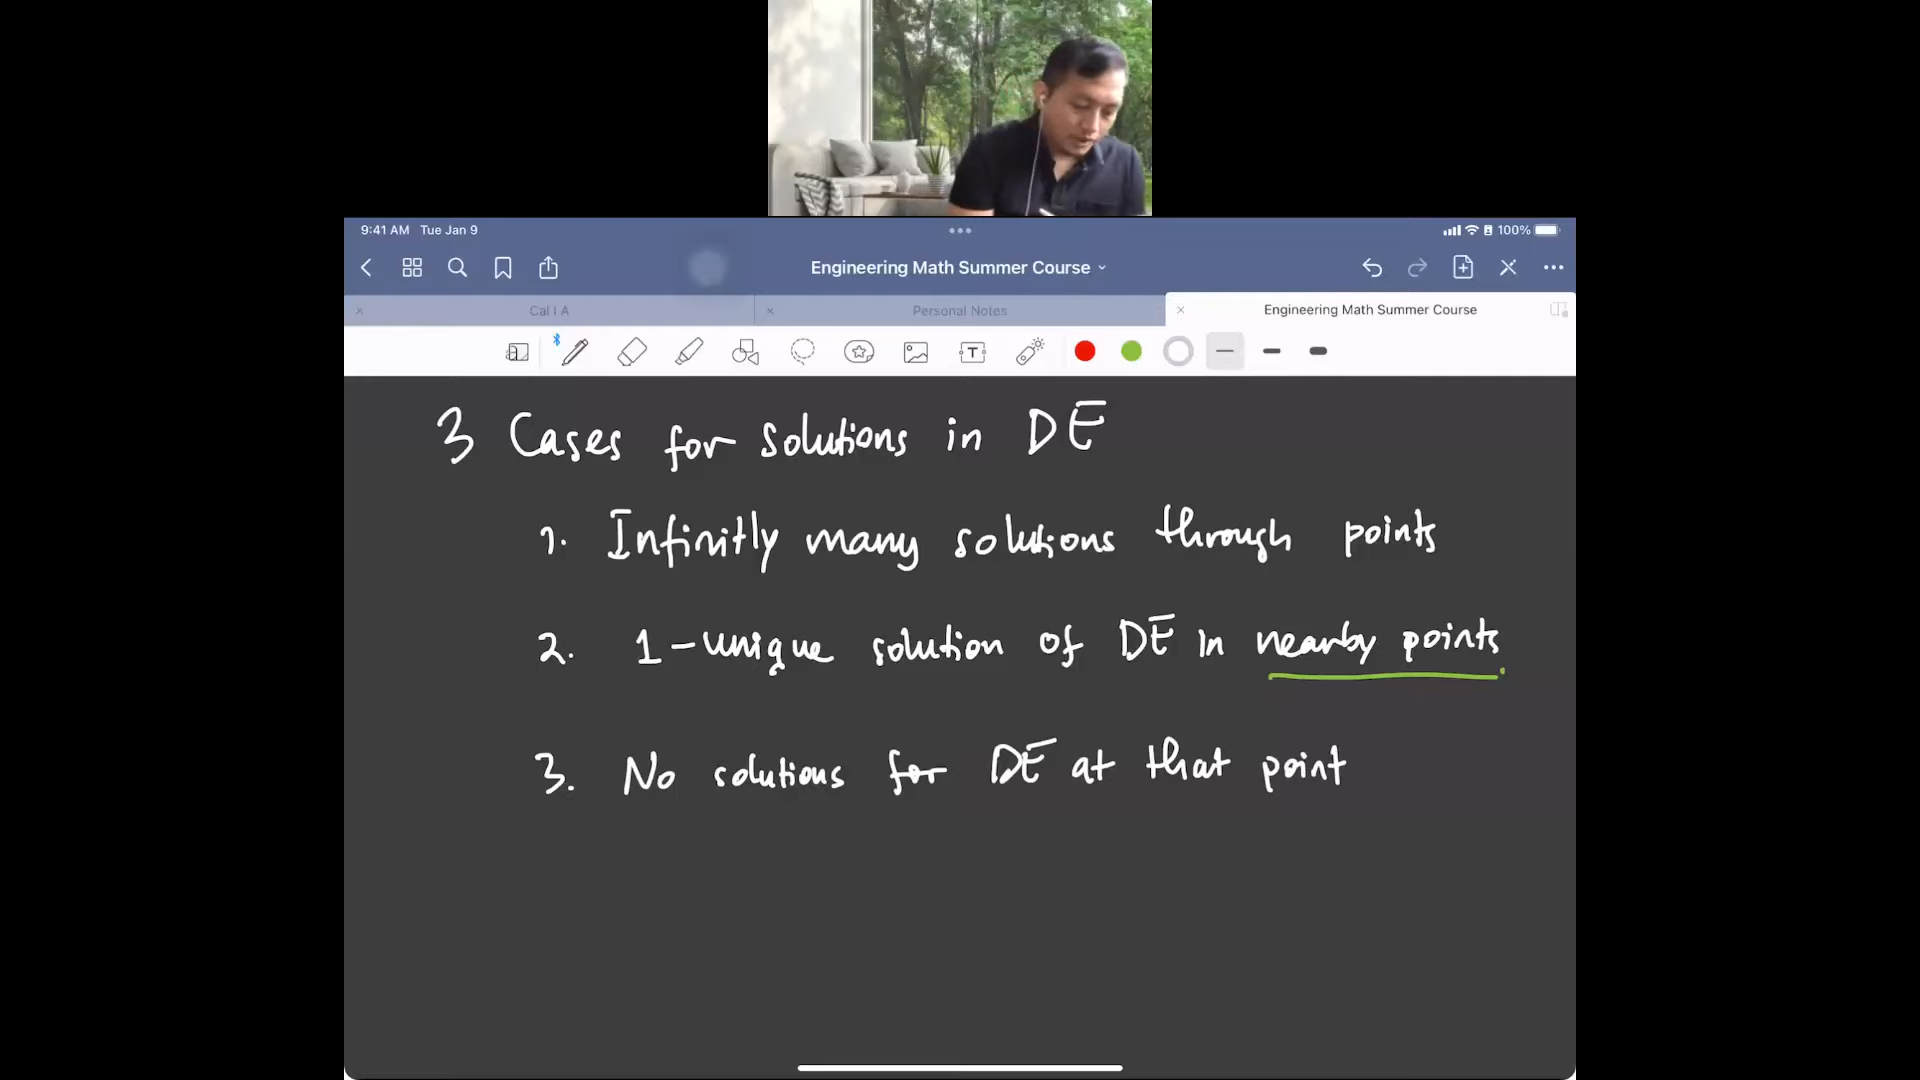 9:41 AM Tue Jan 9
100%
Engineering Math Summer Course
Cal I A
Personal Notes
Engineering Math Summer Course
3 Cases for solutions in DE
1. Infinitly many solutions through points
2. 1-unique solution of DE in nearby points
3. No solutions for DE at that point